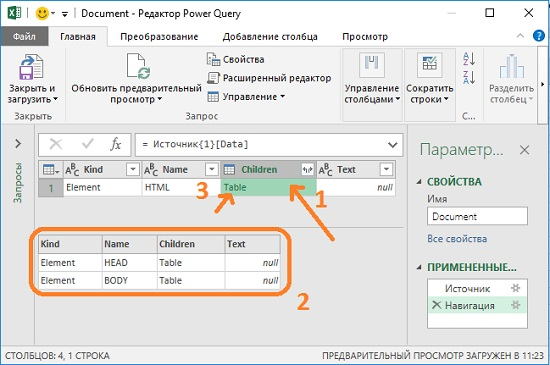 Document - Редактор Power Query
Файл Главная Преобразование Добавление столбца Просмотр
Закрыть и загрузить
Закрыть
Обновить предварительный просмотр
Свойства
Расширенный редактор
Управление
Запрос
Управление столбцами
Сократить строки
С...
Разделить столбец
= Источник{1}[Data]
Запросы
Kind Name Children Text
1 Element HTML Table null
3
1
Kind Name Children Text
Element HEAD Table null
Element BODY Table null
2
Параметр...
СВОЙСТВА
Имя
Document
Все свойства
ПРИМЕНЕННЫЕ...
Источник
Навигация
СТОЛБЦОВ: 4, 1 СТРОКА
ПРЕДВАРИТЕЛЬНЫЙ ПРОСМОТР ЗАГРУЖЕН В 11:23